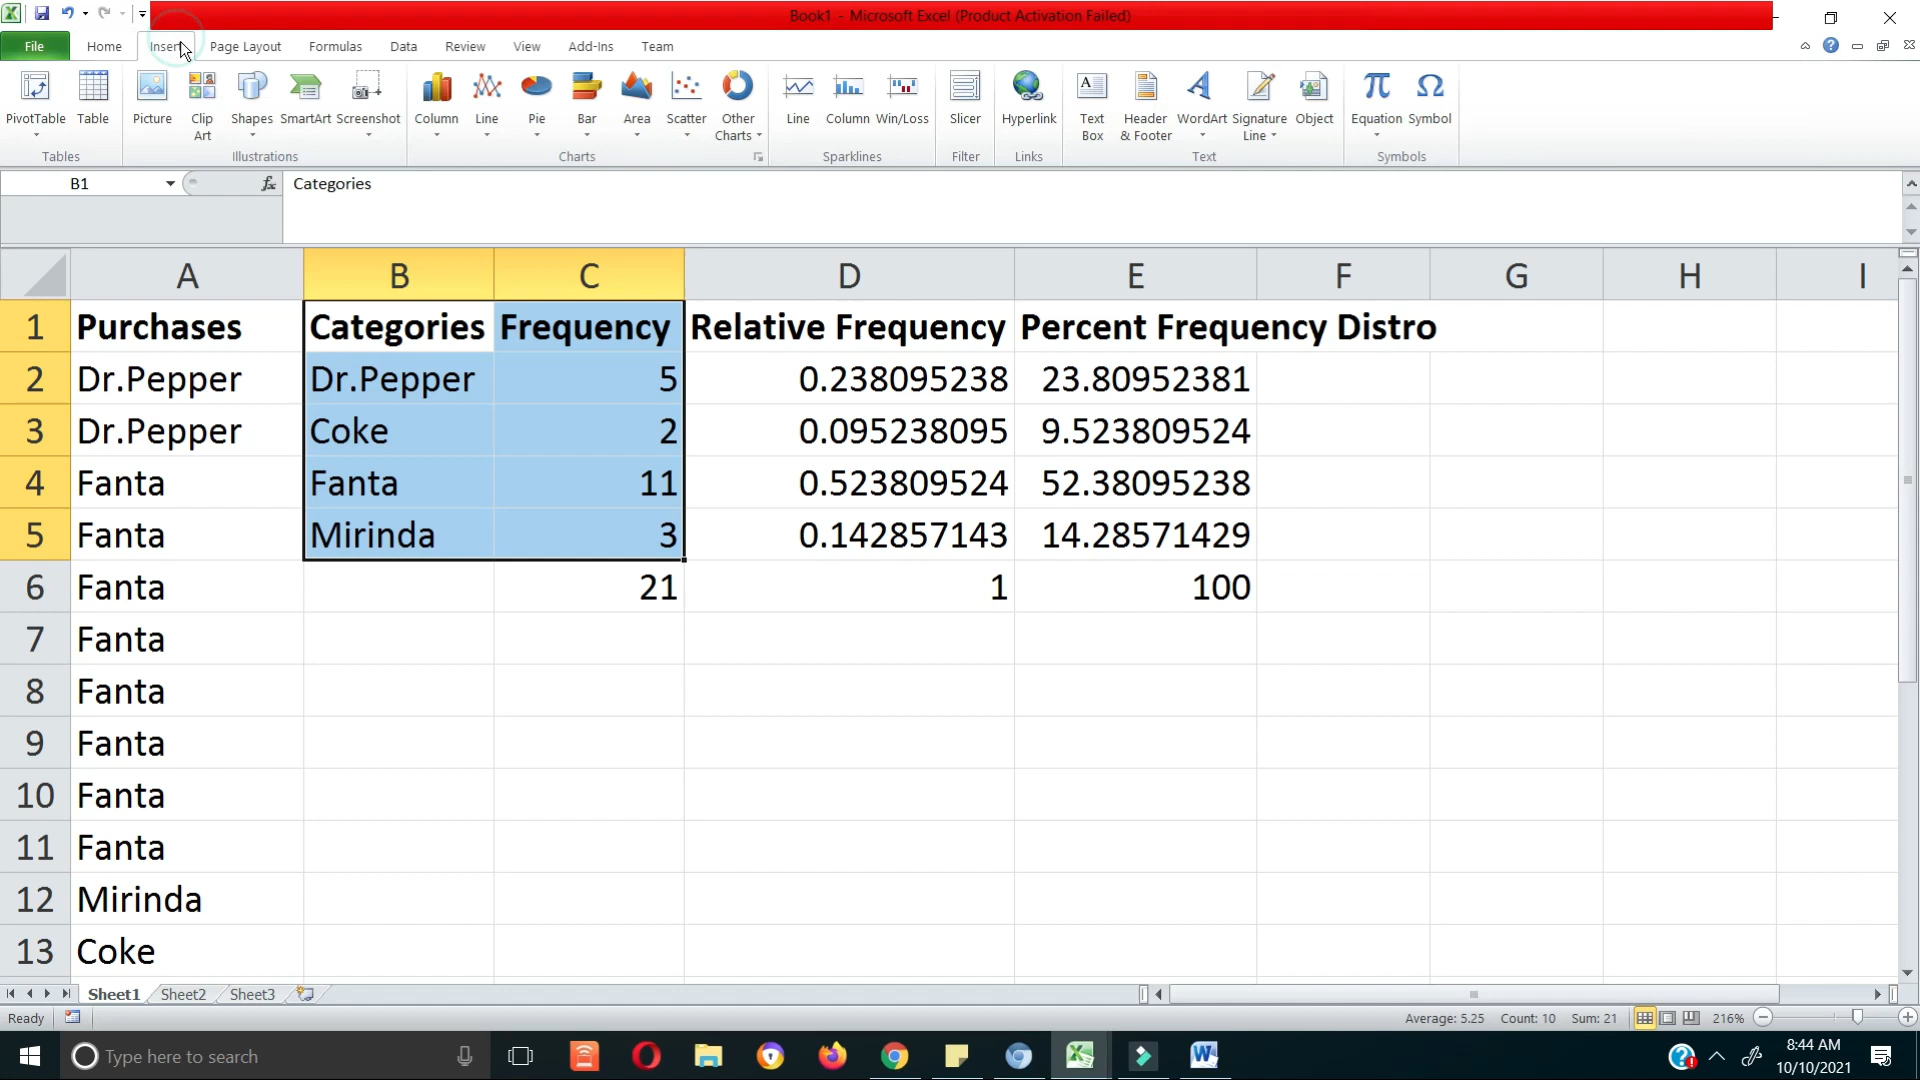 Book1 - Microsoft Excel (Product Activation Failed)
File Home Insert Page Layout Formulas Data Review View Add-Ins Team
PivotTable Table Picture Clip Art Shapes SmartArt Screenshot Column Line Pie Bar Area Scatter Other Charts Line Column Win/Loss Slicer Hyperlink Text Box Header & Footer WordArt Signature Line Object Equation Symbol
Tables Illustrations Charts Sparklines Filter Links Text Symbols
B1 fx Categories
A B C D E F G H I
1 Purchases Categories Frequency Relative Frequency Percent Frequency Distro
2 Dr.Pepper Dr.Pepper 5 0.238095238 23.80952381
3 Dr.Pepper Coke 2 0.095238095 9.523809524
4 Fanta Fanta 11 0.523809524 52.38095238
5 Fanta Mirinda 3 0.142857143 14.28571429
6 Fanta 21 1 100
7 Fanta
8 Fanta
9 Fanta
10 Fanta
11 Fanta
12 Mirinda
13 Coke
Sheet1 Sheet2 Sheet3
Ready Average: 5.25 Count: 10 Sum: 21 216%
Type here to search 8:44 AM
10/10/2021